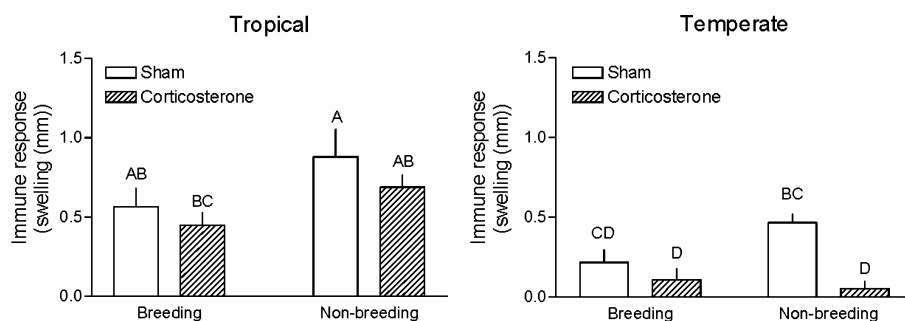 Tropical
Immune response
(swelling (mm))
1.5
1.0
0.5
0.0
Sham
Corticosterone
AB
BC
A
AB
Breeding
Non-breeding
Temperate
Immune response
(swelling (mm))
1.5
1.0
0.5
0.0
Sham
Corticosterone
CD
D
BC
D
Breeding
Non-breeding